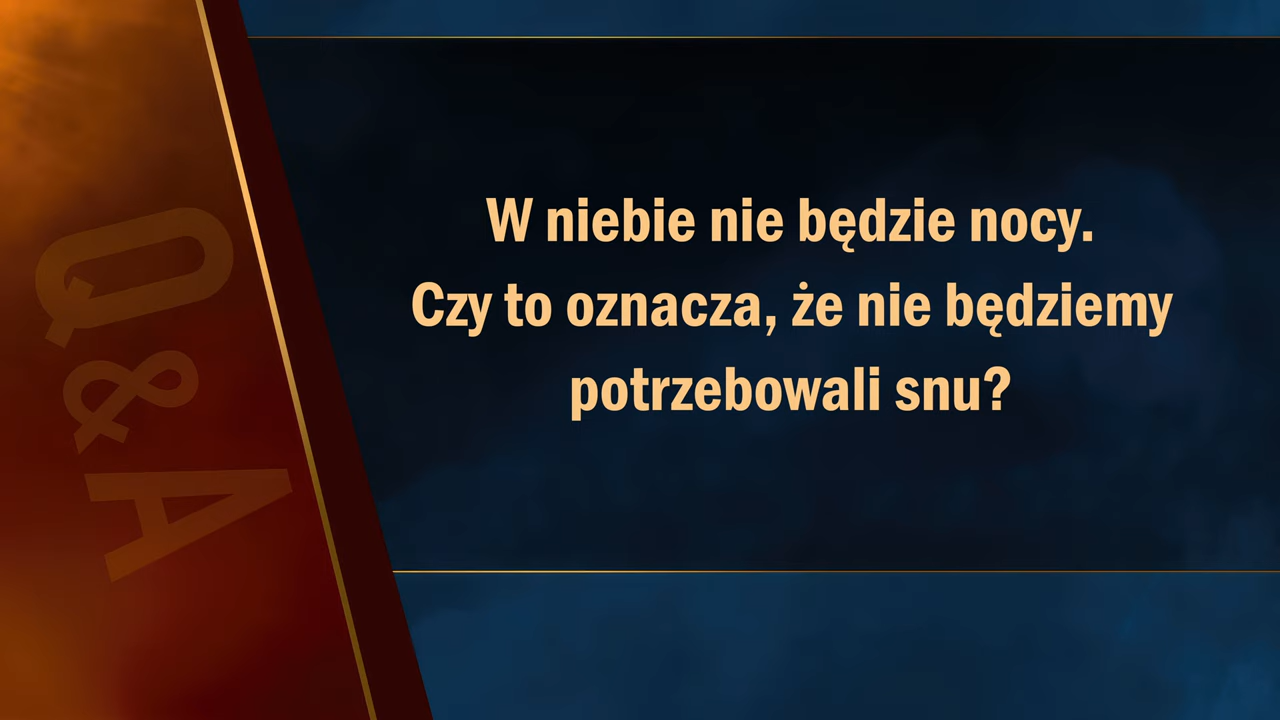 Q&A
W niebie nie będzie nocy.
Czy to oznacza, że nie będziemy
potrzebowali snu?